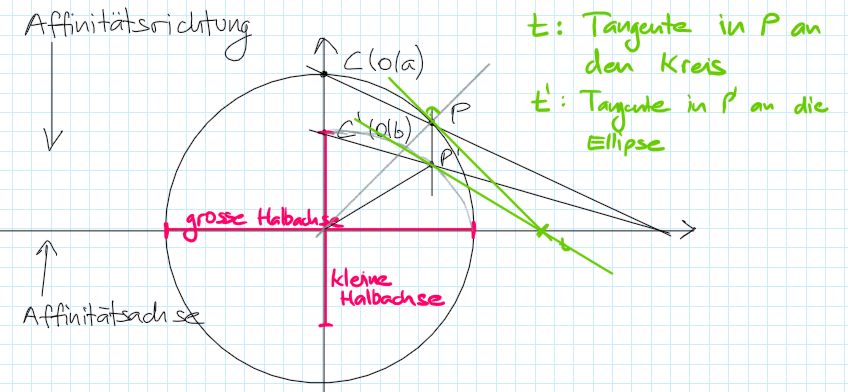 Affinitätsrichtung
C(0|a)
t: Tangente in P an
den Kreis
t': Tangente in P' an die
Ellipse
P
C'(0|b)
P'
grosse Halbachse
t
kleine
Halbachse
Affinitätsachse